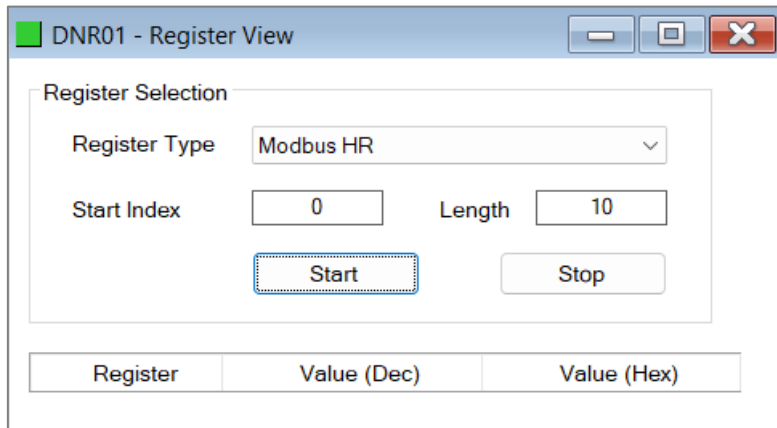 DNR01 - Register View
Register Selection
Register Type Modbus HR
Start Index 0 Length 10
Start Stop
Register Value (Dec) Value (Hex)